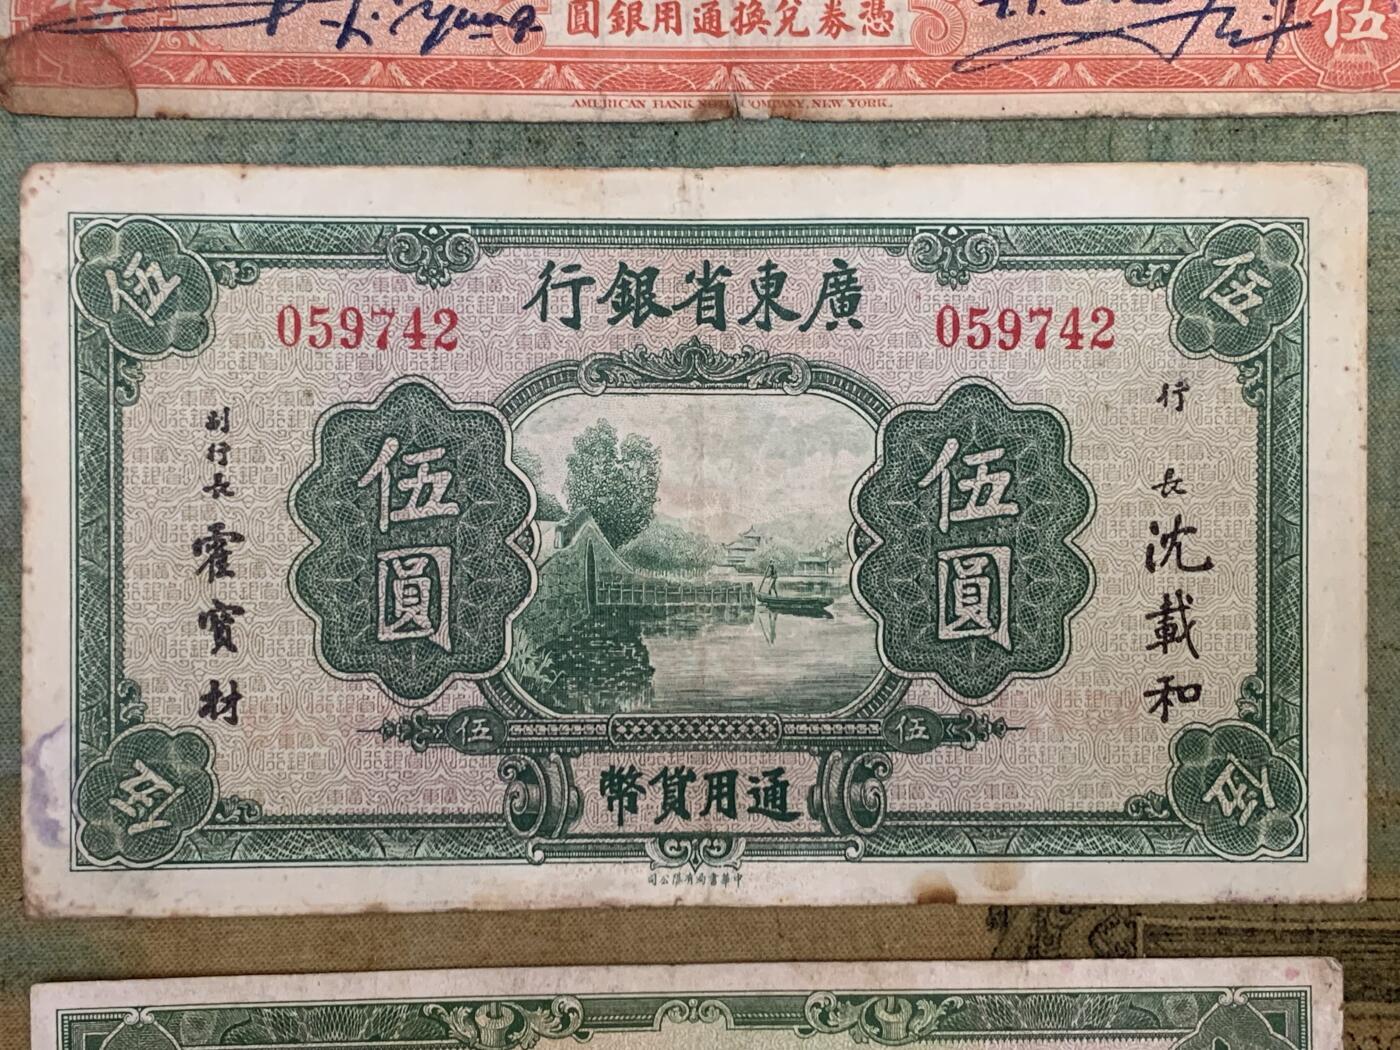 憑券兌換通用銀圓
伍
AMERICAN BANK NOTE COMPANY, NEW YORK.
廣東省銀行
伍
伍
059742
059742
行長沈載和
副行長霍寶材
伍圓
伍圓
伍
伍
通用貨幣
伍
伍
中華書局有限公司